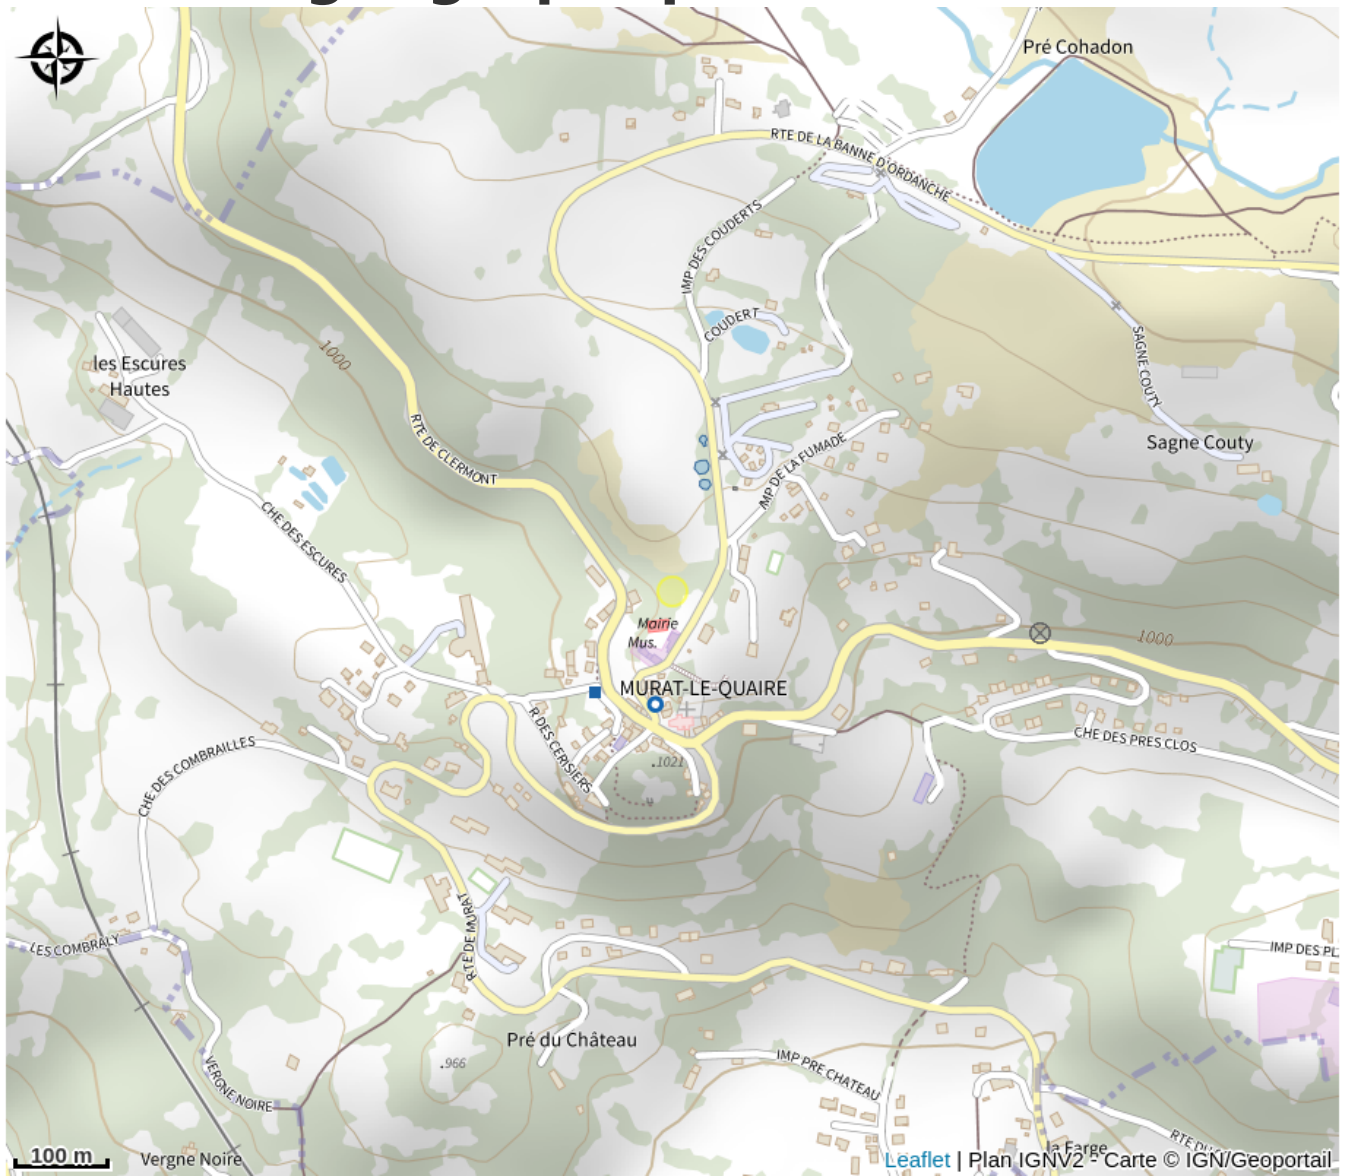 Pré Cohadon
RTE DE LA BANNE D'ORDANCHE
IMP DES COUDERTS
COUDERT
les Escures
Hautes
1000
RTE DE CLERMONT
SAGNE COUTY
Sagne Couty
IMP DE LA FUMADE
CHE DES ESCURES
Mairie
Mus.
1000
MURAT-LE-QUAIRE
R DES CERISIERS
CHE DES PRES CLOS
.1021
CHE DES COMBRAILLES
RTE DE MURAT
LES COMBRALY
IMP DES PL
Pré du Château
.966
IMP PRE CHATEAU
VERGNE NOIRE
100 m
Vergne Noire
la Farge
Leaflet | Plan IGNV2 - Carte © IGN/Geoportail